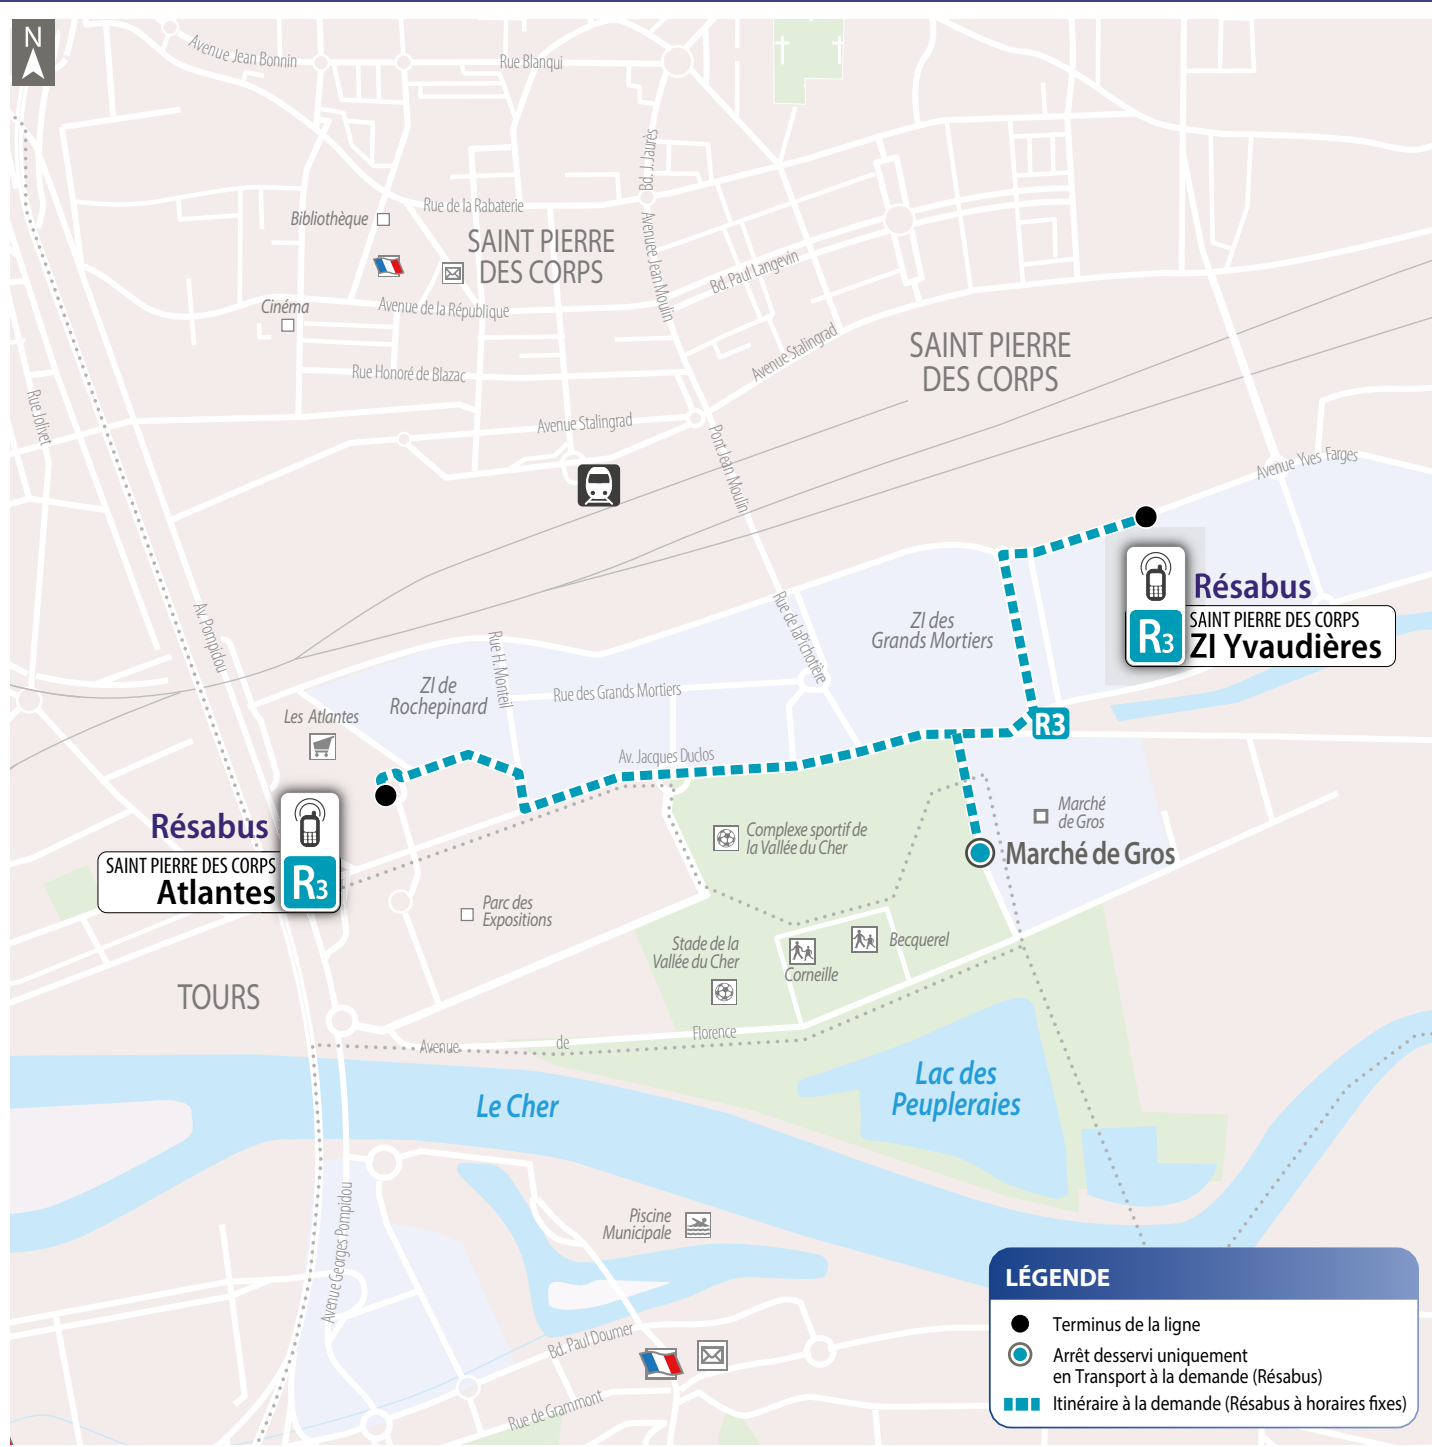 N
Avenue Jean Bonnin
Rue Blanqui
Bd. J. Jaurès
Rue de la Rabaterie
Bibliothèque
SAINT PIERRE
DES CORPS
Avenuee Jean Moulin
Bd. Paul Langevin
Cinéma
Avenue de la République
Avenue Stalingrad
SAINT PIERRE
DES CORPS
Rue Honoré de Blazac
Rue Jolivet
Avenue Stalingrad
Pont Jean Moulin
Avenue Yves Farges
Résabus
R3
SAINT PIERRE DES CORPS
ZI Yvaudières
Av. Pompidou
Rue H. Monteil
Rue de laPichotière
ZI des
Grands Mortiers
ZI de
Rochepinard
Rue des Grands Mortiers
Les Atlantes
R3
Av. Jacques Duclos
Résabus
SAINT PIERRE DES CORPS
Atlantes
R3
Marché
de Gros
Complexe sportif de
la Vallée du Cher
Marché de Gros
Parc des
Expositions
Stade de la
Vallée du Cher
Corneille
Becquerel
TOURS
Avenue de Florence
Le Cher
Lac des
Peupleraies
Avenue Gearges Pompidou
Piscine
Municipale
Bd. Paul Doumer
Rue de Grammont
LÉGENDE
Terminus de la ligne
Arrêt desservi uniquement
en Transport à la demande (Résabus)
Itinéraire à la demande (Résabus à horaires fixes)